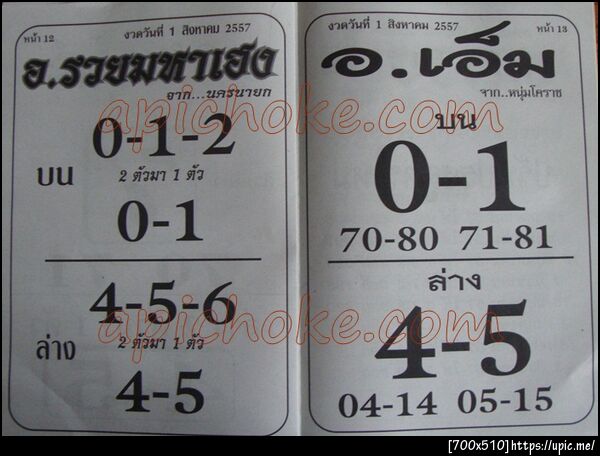 หน้า 12
งวดวันที่ 1 สิงหาคม 2557
อ.รวยมหาเฮง
จาก...นครนายก
0-1-2
บน
2 ตัวมา 1 ตัว
0-1
4-5-6
ล่าง
2 ตัวมา 1 ตัว
4-5
งวดวันที่ 1 สิงหาคม 2557
หน้า 13
อ.เอ็ม
จาก..หนุ่มโคราช
บน
0-1
70-80 71-81
ล่าง
4-5
04-14 05-15
apichoke.com
apichoke.com
[700x510]https://upic.me/